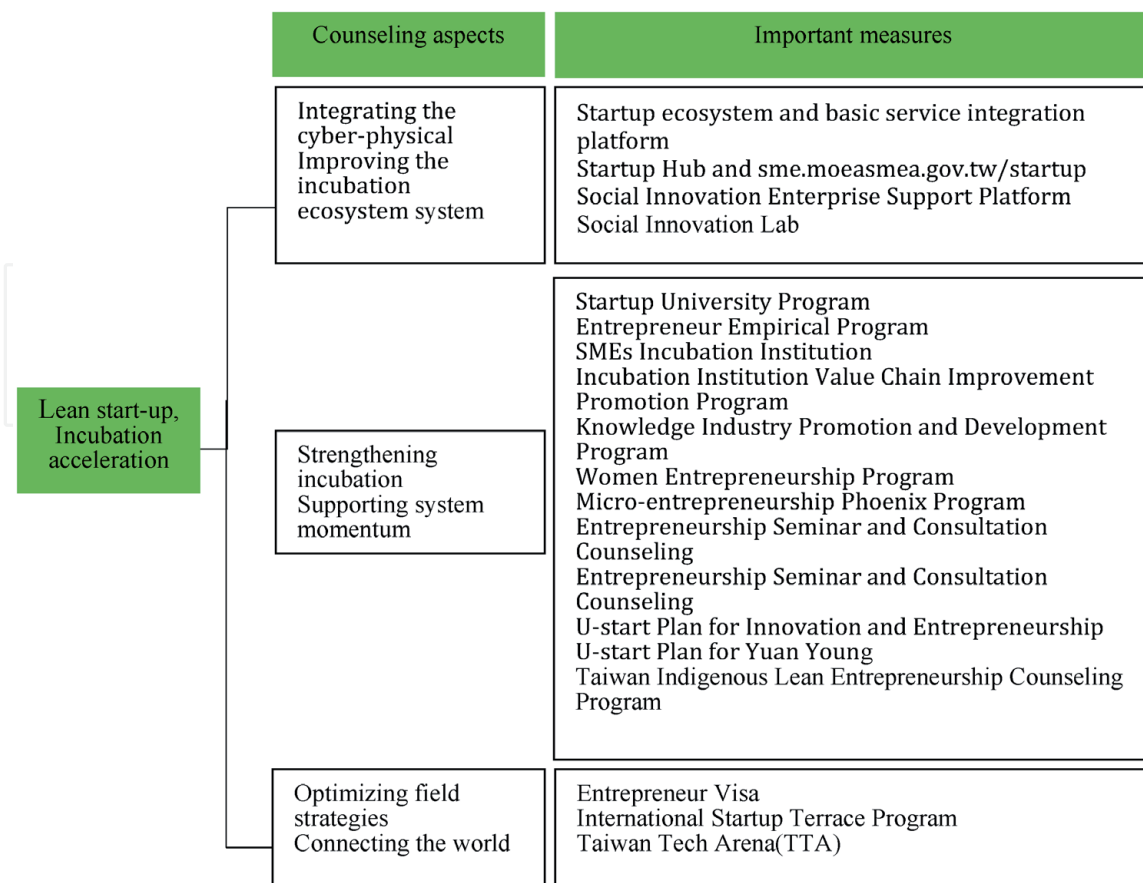 Counseling aspects
Important measures
Integrating the
cyber-physical
Improving the
incubation
ecosystem system
Startup ecosystem and basic service integration
platform
Startup Hub and sme.moeasmea.gov.tw/startup
Social Innovation Enterprise Support Platform
Social Innovation Lab
Lean start-up,
Incubation
acceleration
Strengthening
incubation
Supporting system
momentum
Startup University Program
Entrepreneur Empirical Program
SMEs Incubation Institution
Incubation Institution Value Chain Improvement
Promotion Program
Knowledge Industry Promotion and Development
Program
Women Entrepreneurship Program
Micro-entrepreneurship Phoenix Program
Entrepreneurship Seminar and Consultation
Counseling
Entrepreneurship Seminar and Consultation
Counseling
U-start Plan for Innovation and Entrepreneurship
U-start Plan for Yuan Young
Taiwan Indigenous Lean Entrepreneurship Counseling
Program
Optimizing field
strategies
Connecting the world
Entrepreneur Visa
International Startup Terrace Program
Taiwan Tech Arena(TTA)